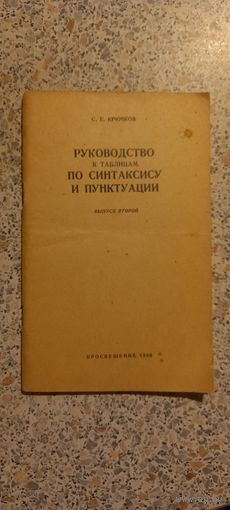 С. Е. КРЮЧКОВ
РУКОВОДСТВО
К ТАБЛИЦАМ
ПО СИНТАКСИСУ
И ПУНКТУАЦИИ
ВЫПУСК ВТОРОЙ
ПРОСВЕЩЕНИЕ